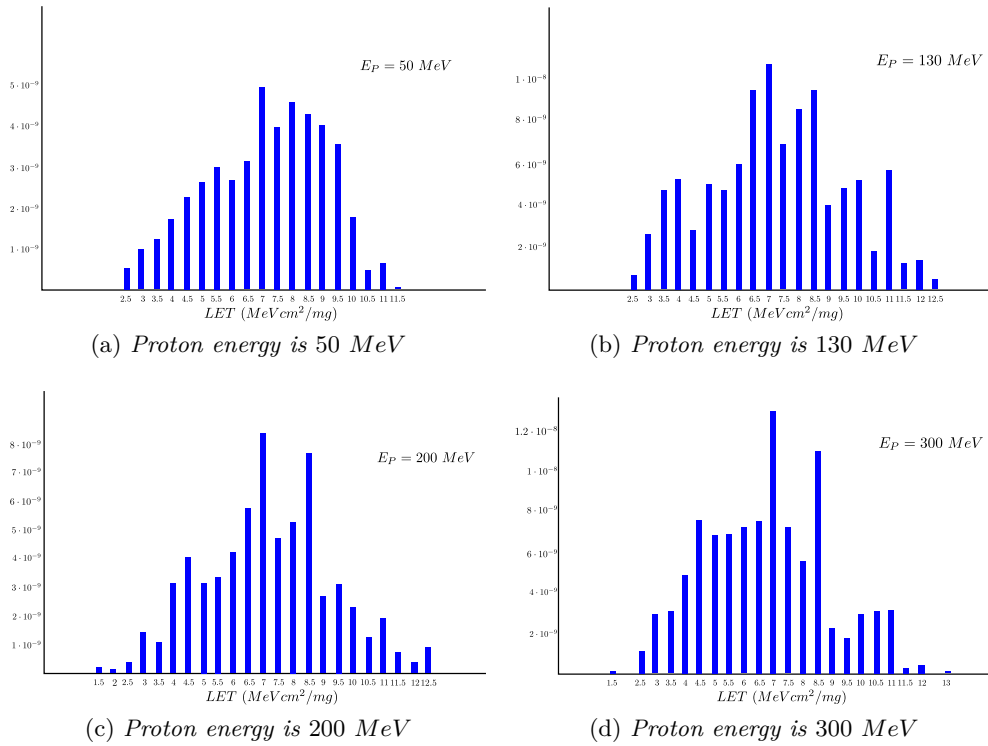 E_P = 50 MeV
5·10⁻⁹
4·10⁻⁹
3·10⁻⁹
2·10⁻⁹
1·10⁻⁹
2.5 3 3.5 4 4.5 5 5.5 6 6.5 7 7.5 8 8.5 9 9.5 10 10.5 11 11.5
LET (MeVcm²/mg)
(a) Proton energy is 50 MeV
E_P = 130 MeV
1·10⁻⁸
8·10⁻⁹
6·10⁻⁹
4·10⁻⁹
2·10⁻⁹
2.5 3 3.5 4 4.5 5 5.5 6 6.5 7 7.5 8 8.5 9 9.5 10 10.5 11 11.5 12 12.5
LET (MeVcm²/mg)
(b) Proton energy is 130 MeV
E_P = 200 MeV
8·10⁻⁹
7·10⁻⁹
6·10⁻⁹
5·10⁻⁹
4·10⁻⁹
3·10⁻⁹
2·10⁻⁹
1·10⁻⁹
1.5 2 2.5 3 3.5 4 4.5 5 5.5 6 6.5 7 7.5 8 8.5 9 9.5 10 10.5 11 11.5 12 12.5
LET (MeVcm²/mg)
(c) Proton energy is 200 MeV
E_P = 300 MeV
1.2·10⁻⁸
1·10⁻⁸
8·10⁻⁹
6·10⁻⁹
4·10⁻⁹
2·10⁻⁹
1.5 2.5 3 3.5 4 4.5 5 5.5 6 6.5 7 7.5 8 8.5 9 9.5 10 10.5 11 11.5 12 13
LET (MeVcm²/mg)
(d) Proton energy is 300 MeV